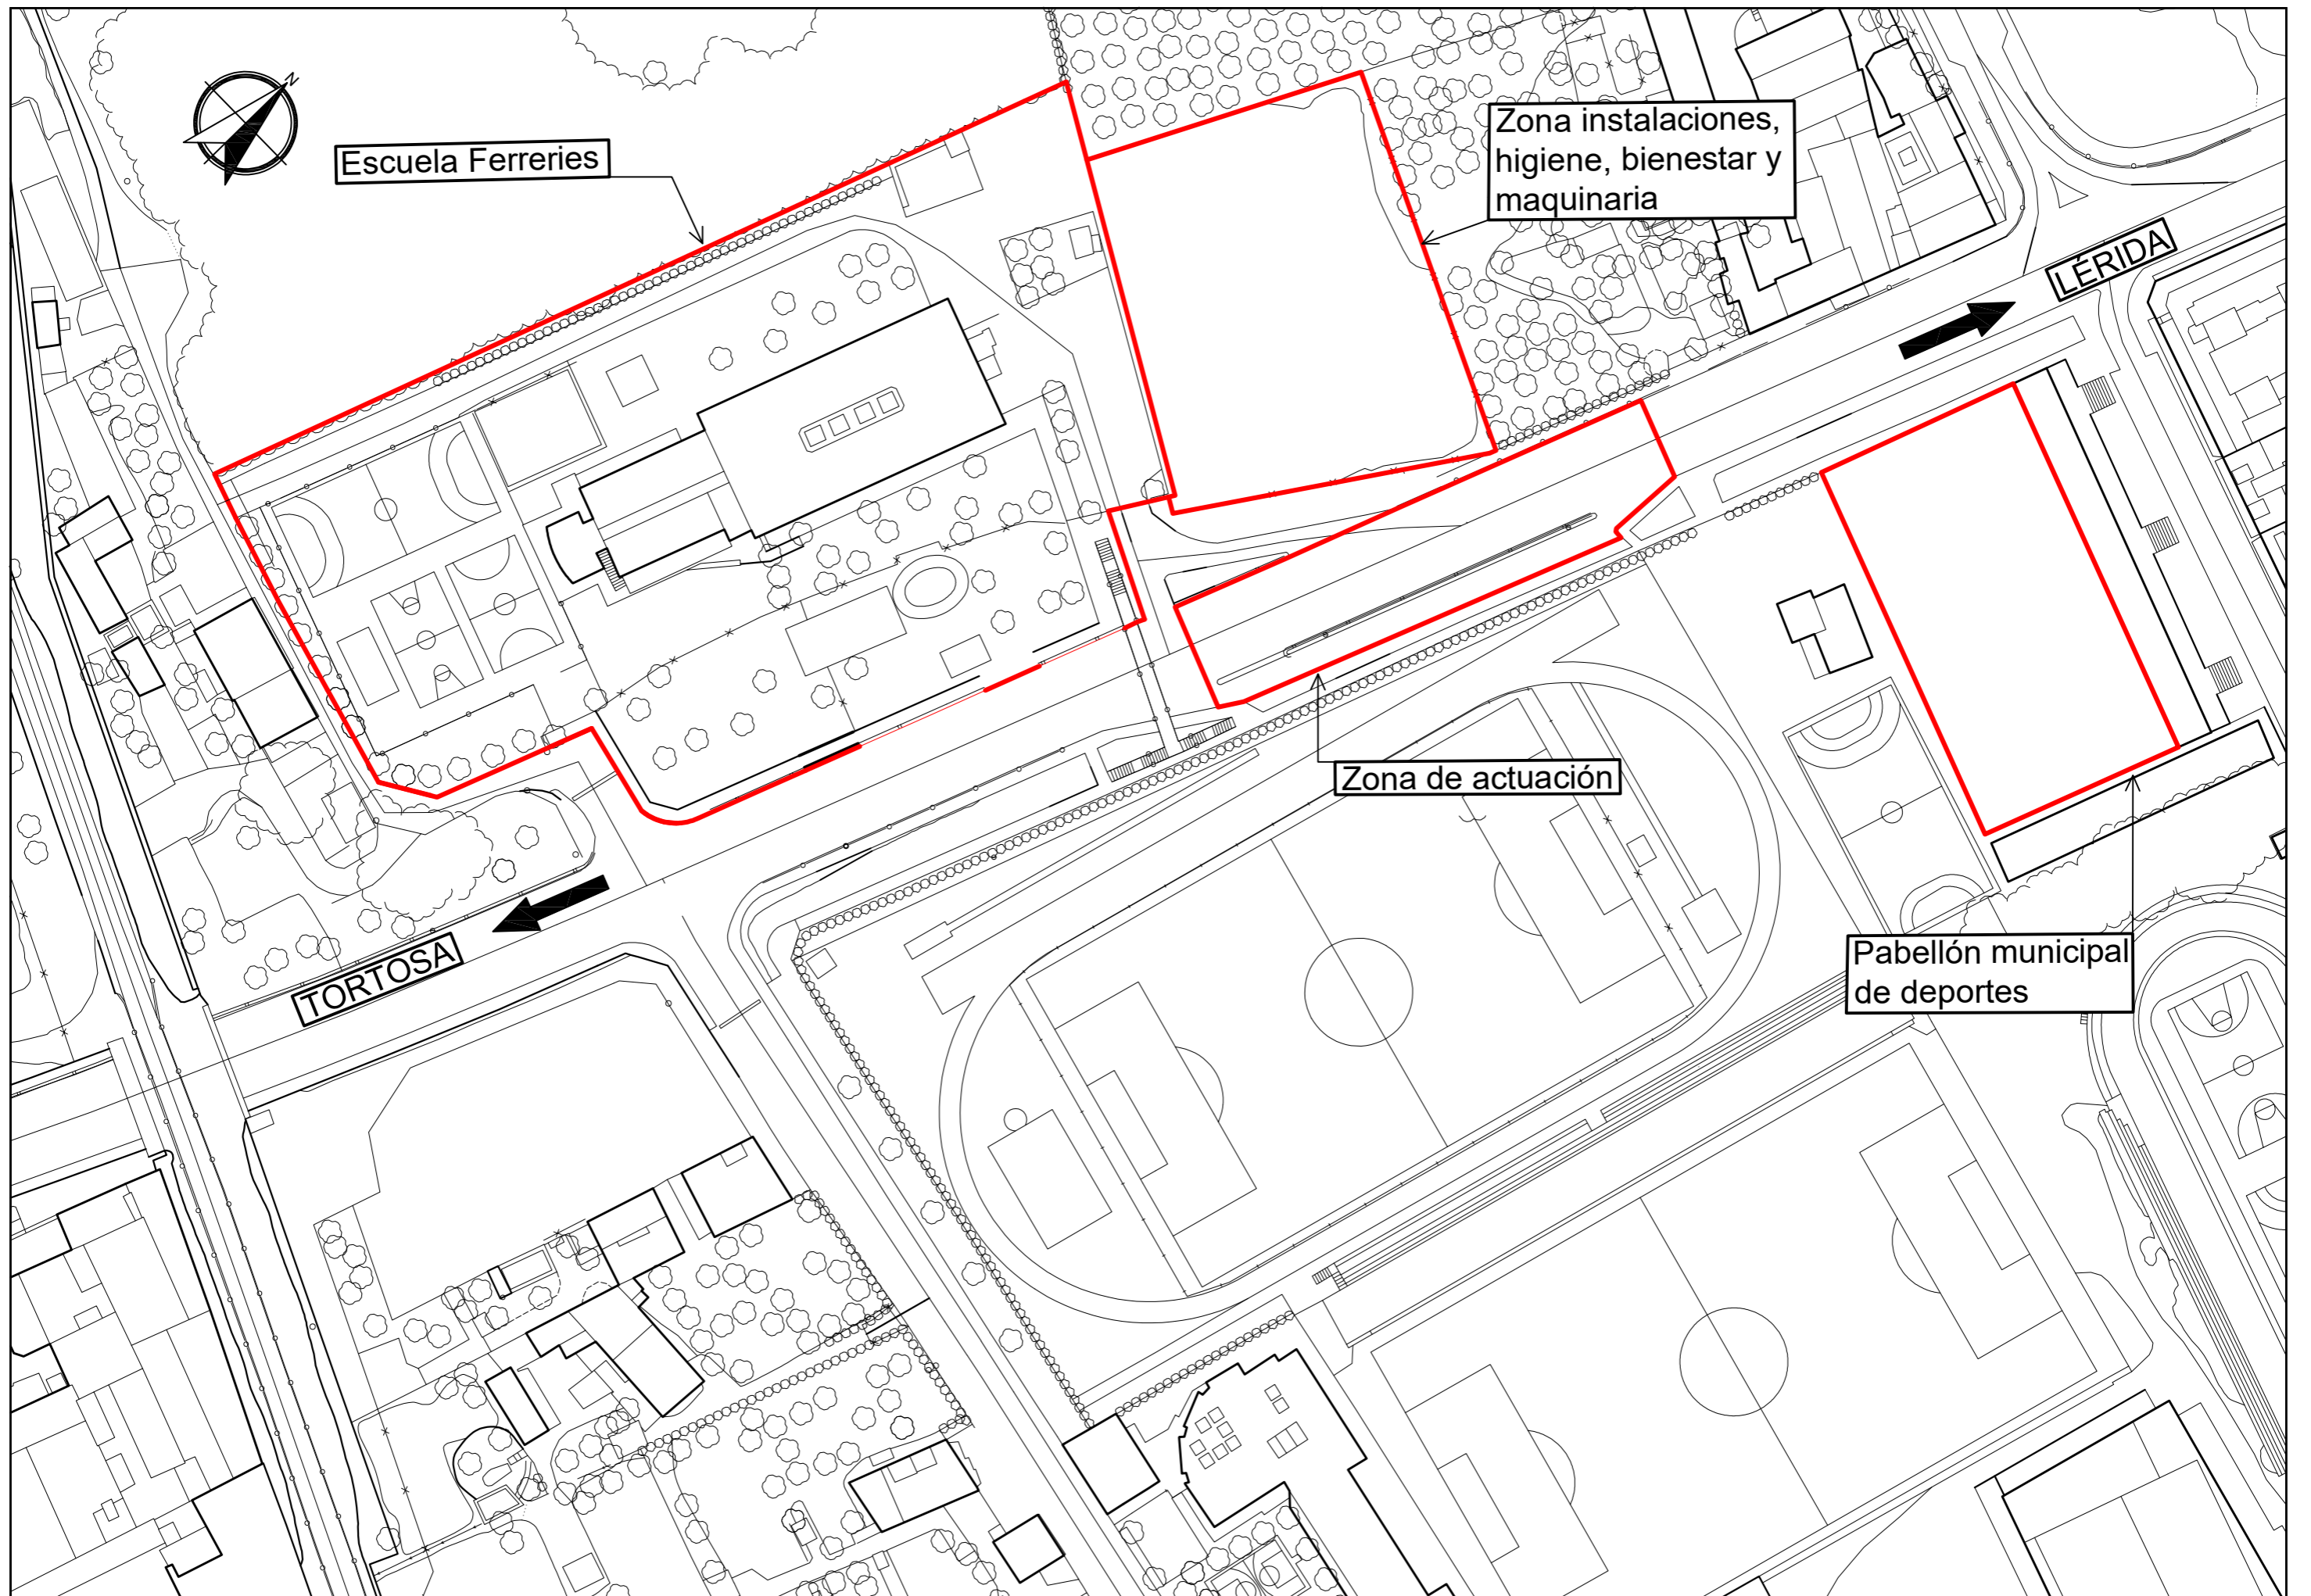 N
Escuela Ferreries
Zona instalaciones,
higiene, bienestar y
maquinaria
LÉRIDA
Zona de actuación
TORTOSA
Pabellón municipal
de deportes